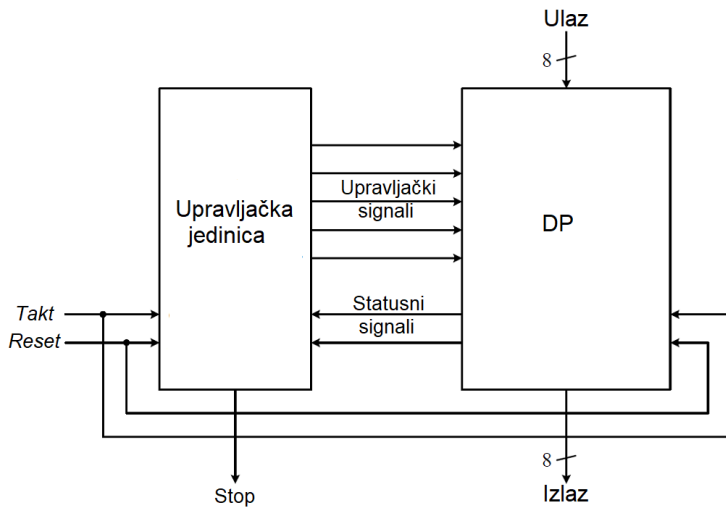 Ulaz
8
Upravljačka
jedinica
Upravljački
signali
DP
Statusni
signali
Takt
Reset
8
Stop
Izlaz